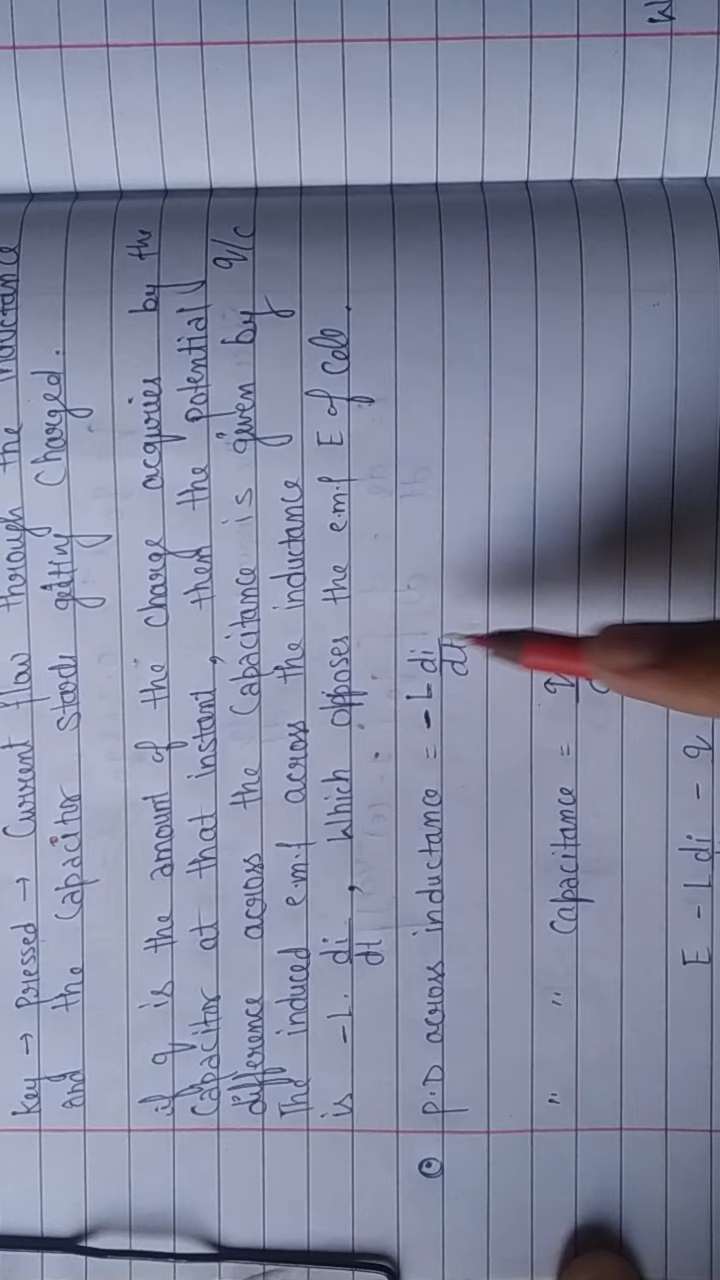 Key → Pressed → Current flow through the inductance
and the Capacitor starts getting Charged.
if q is the amount of the charge acquries by the
Capacitor at that instant, then the potential
difference across the Capacitance is given by q/c
The induced e.m.f across the inductance
is -L. di/dt, Which opposes the e.m.f E of Cell.
P.D across inductance = -L di/dt
" " Capacitance = q
E - L di - q